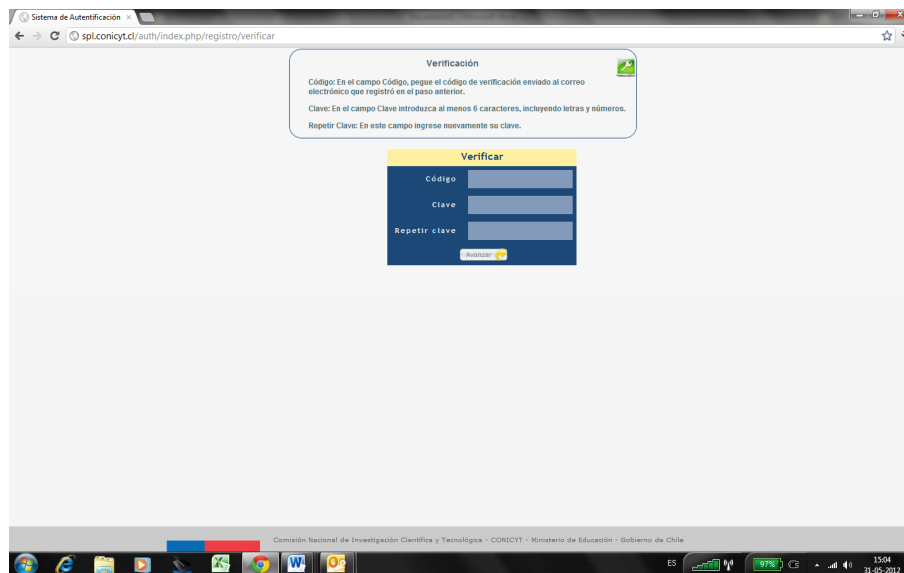 Sistema de Autentificación
spl.conicyt.cl/auth/index.php/registro/verificar
Verificación
Código: En el campo Código, pegue el código de verificación enviado al correo
electrónico que registró en el paso anterior.
Clave: En el campo Clave introduzca al menos 6 caracteres, incluyendo letras y números.
Repetir Clave: En este campo ingrese nuevamente su clave.
Verificar
Código
Clave
Repetir clave
Avanzar
Comisión Nacional de Investigación Científica y Tecnológica - CONICYT - Ministerio de Educación - Gobierno de Chile
ES
97%
15:04
31-05-2012